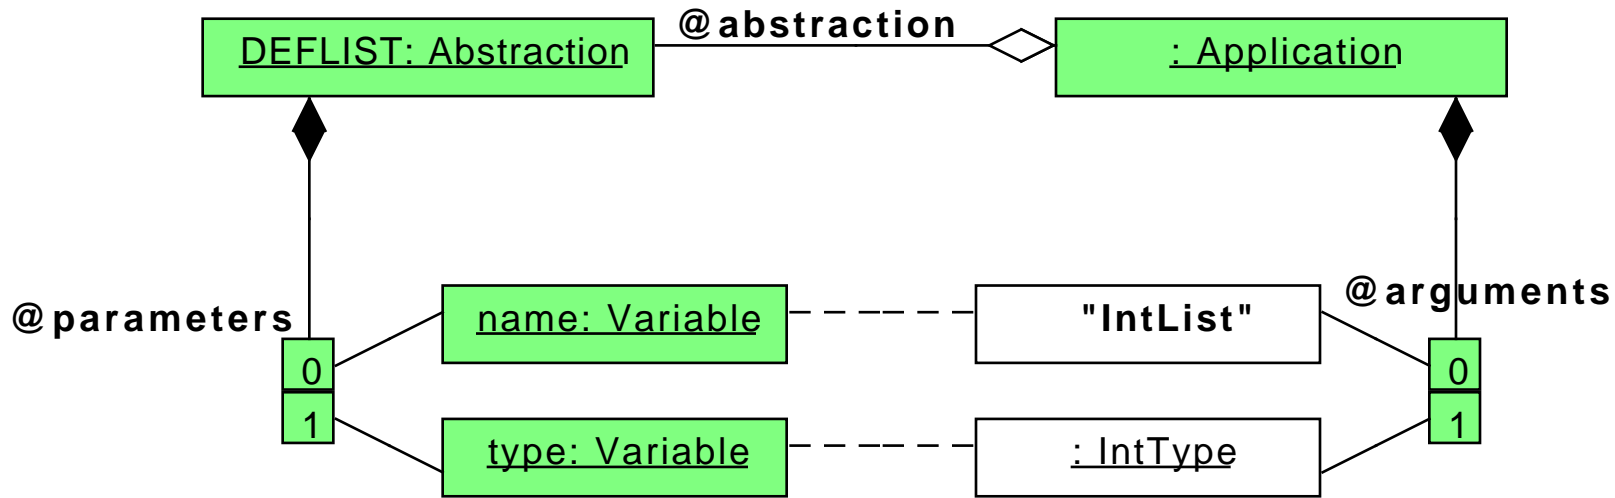 @abstraction
DEFLIST: Abstraction
: Application
@parameters
name: Variable
"IntList"
@arguments
0
0
1
1
type: Variable
: IntType